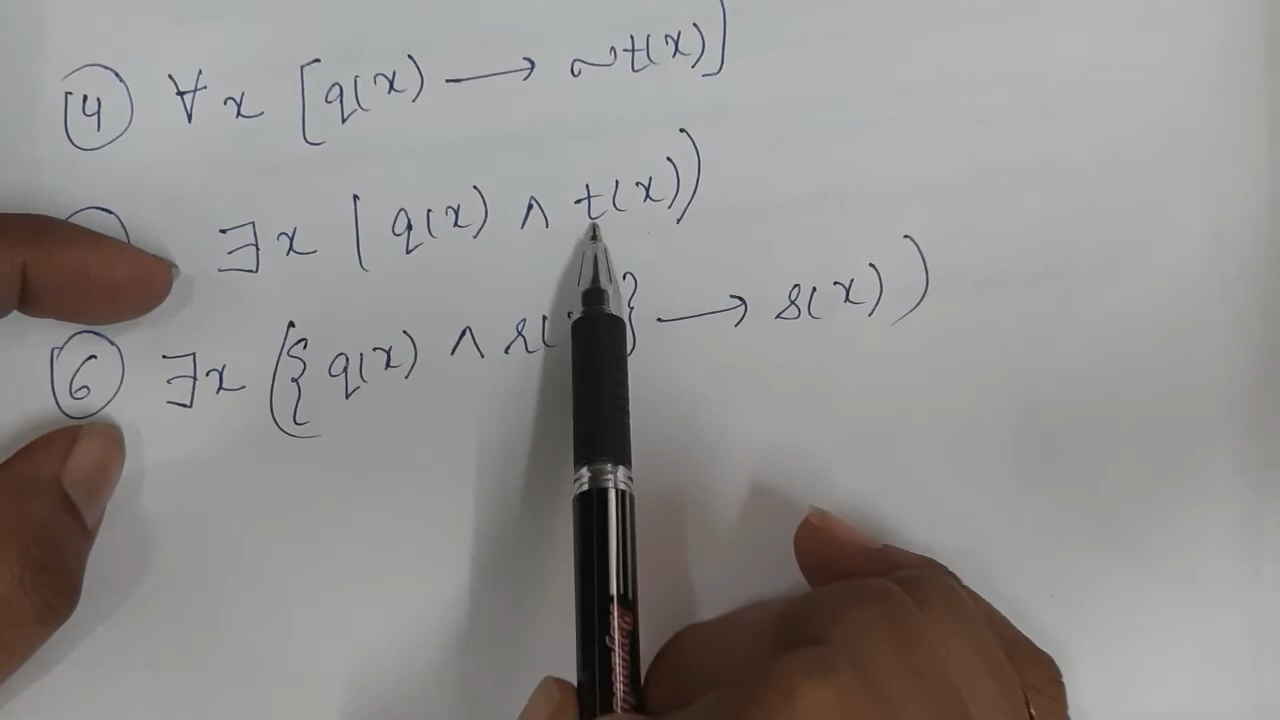 ④ ∀ x [q(x) ⟶ ~t(x)]
∃ x (q(x) ∧ t(x))
⑥ ∃x ({q(x) ∧ r( } ⟶ s(x))